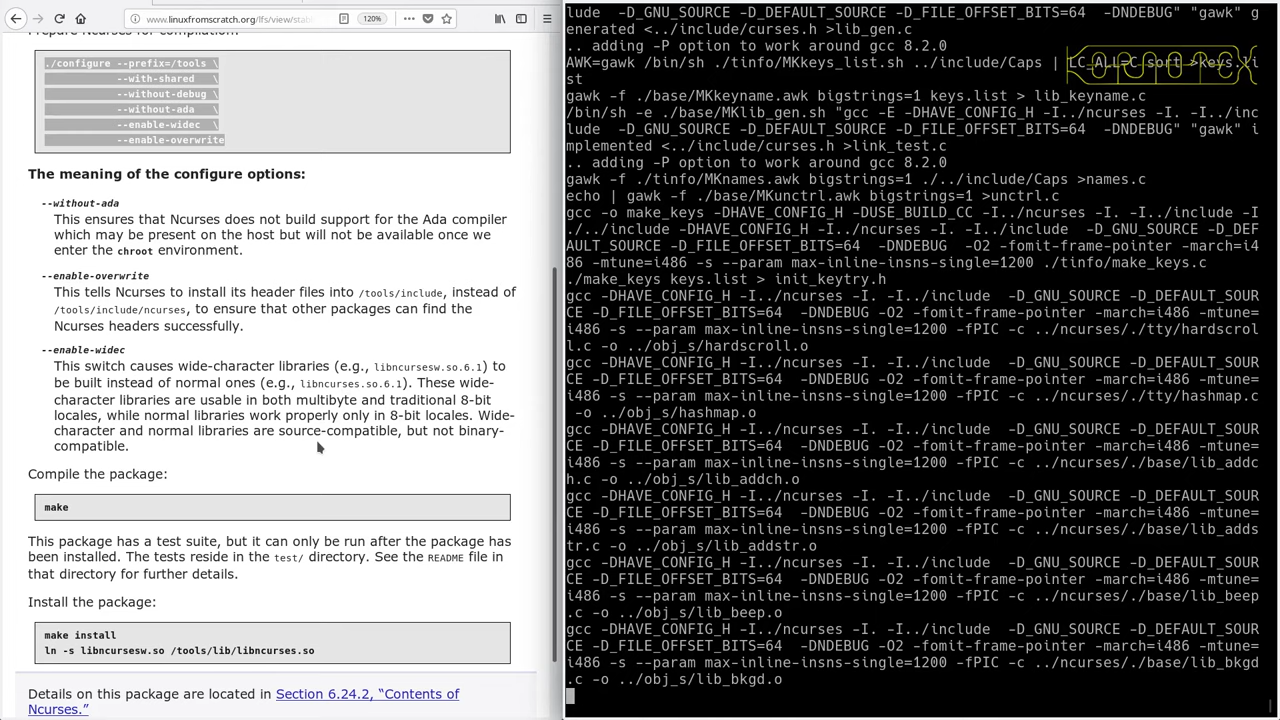 www.linuxfromscratch.org/lfs/view/stabl
120%
Prepare Ncurses for compilation:
./configure --prefix=/tools \
--with-shared \
--without-debug \
--without-ada \
--enable-widec \
--enable-overwrite
The meaning of the configure options:
--without-ada
This ensures that Ncurses does not build support for the Ada compiler
which may be present on the host but will not be available once we
enter the chroot environment.
--enable-overwrite
This tells Ncurses to install its header files into /tools/include, instead of
/tools/include/ncurses, to ensure that other packages can find the
Ncurses headers successfully.
--enable-widec
This switch causes wide-character libraries (e.g., libncursesw.so.6.1) to
be built instead of normal ones (e.g., libncurses.so.6.1). These wide-
character libraries are usable in both multibyte and traditional 8-bit
locales, while normal libraries work properly only in 8-bit locales. Wide-
character and normal libraries are source-compatible, but not binary-
compatible.
Compile the package:
make
This package has a test suite, but it can only be run after the package has
been installed. The tests reside in the test/ directory. See the README file in
that directory for further details.
Install the package:
make install
ln -s libncursesw.so /tools/lib/libncurses.so
Details on this package are located in Section 6.24.2, “Contents of
Ncurses.”
lude  -D_GNU_SOURCE -D_DEFAULT_SOURCE -D_FILE_OFFSET_BITS=64  -DNDEBUG" "gawk" g
enerated <../include/curses.h >lib_gen.c
.. adding -P option to work around gcc 8.2.0
AWK=gawk /bin/sh ./tinfo/MKkeys_list.sh ../include/Caps | LC_ALL=C sort >keys.li
st
gawk -f ./base/MKkeyname.awk bigstrings=1 keys.list > lib_keyname.c
/bin/sh -e ./base/MKlib_gen.sh "gcc -E -DHAVE_CONFIG_H -I../ncurses -I. -I../inc
lude  -D_GNU_SOURCE -D_DEFAULT_SOURCE -D_FILE_OFFSET_BITS=64  -DNDEBUG" "gawk" i
mplemented <../include/curses.h >link_test.c
.. adding -P option to work around gcc 8.2.0
gawk -f ./tinfo/MKnames.awk bigstrings=1 ./../include/Caps >names.c
echo | gawk -f ./base/MKunctrl.awk bigstrings=1 >unctrl.c
gcc -o make_keys -DHAVE_CONFIG_H -DUSE_BUILD_CC -I../ncurses -I. -I../include -I
./../include -DHAVE_CONFIG_H -I../ncurses -I. -I../include  -D_GNU_SOURCE -D_DEF
AULT_SOURCE -D_FILE_OFFSET_BITS=64  -DNDEBUG  -O2 -fomit-frame-pointer -march=i4
86 -mtune=i486 -s --param max-inline-insns-single=1200 ./tinfo/make_keys.c
./make_keys keys.list > init_keytry.h
gcc -DHAVE_CONFIG_H -I../ncurses -I. -I../include  -D_GNU_SOURCE -D_DEFAULT_SOUR
CE -D_FILE_OFFSET_BITS=64  -DNDEBUG -O2 -fomit-frame-pointer -march=i486 -mtune=
i486 -s --param max-inline-insns-single=1200 -fPIC -c ../ncurses/./tty/hardscrol
l.c -o ../obj_s/hardscroll.o
gcc -DHAVE_CONFIG_H -I../ncurses -I. -I../include  -D_GNU_SOURCE -D_DEFAULT_SOUR
CE -D_FILE_OFFSET_BITS=64  -DNDEBUG -O2 -fomit-frame-pointer -march=i486 -mtune=
i486 -s --param max-inline-insns-single=1200 -fPIC -c ../ncurses/./tty/hashmap.c
-o ../obj_s/hashmap.o
gcc -DHAVE_CONFIG_H -I../ncurses -I. -I../include  -D_GNU_SOURCE -D_DEFAULT_SOUR
CE -D_FILE_OFFSET_BITS=64  -DNDEBUG -O2 -fomit-frame-pointer -march=i486 -mtune=
i486 -s --param max-inline-insns-single=1200 -fPIC -c ../ncurses/./base/lib_addc
h.c -o ../obj_s/lib_addch.o
gcc -DHAVE_CONFIG_H -I../ncurses -I. -I../include  -D_GNU_SOURCE -D_DEFAULT_SOUR
CE -D_FILE_OFFSET_BITS=64  -DNDEBUG -O2 -fomit-frame-pointer -march=i486 -mtune=
i486 -s --param max-inline-insns-single=1200 -fPIC -c ../ncurses/./base/lib_adds
tr.c -o ../obj_s/lib_addstr.o
gcc -DHAVE_CONFIG_H -I../ncurses -I. -I../include  -D_GNU_SOURCE -D_DEFAULT_SOUR
CE -D_FILE_OFFSET_BITS=64  -DNDEBUG -O2 -fomit-frame-pointer -march=i486 -mtune=
i486 -s --param max-inline-insns-single=1200 -fPIC -c ../ncurses/./base/lib_beep
.c -o ../obj_s/lib_beep.o
gcc -DHAVE_CONFIG_H -I../ncurses -I. -I../include  -D_GNU_SOURCE -D_DEFAULT_SOUR
CE -D_FILE_OFFSET_BITS=64  -DNDEBUG -O2 -fomit-frame-pointer -march=i486 -mtune=
i486 -s --param max-inline-insns-single=1200 -fPIC -c ../ncurses/./base/lib_bkgd
.c -o ../obj_s/lib_bkgd.o